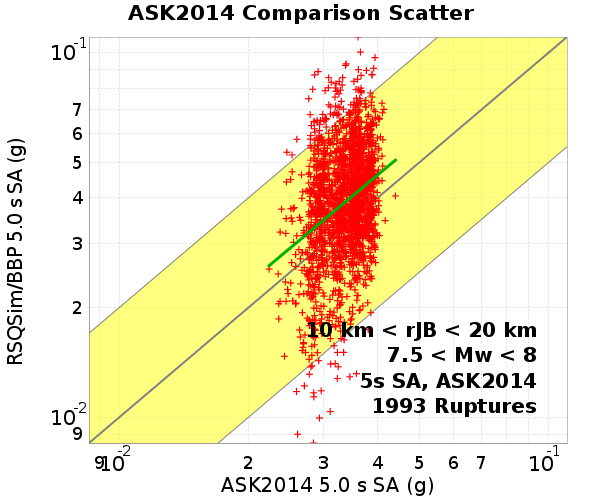 ASK2014 Comparison Scatter
10⁻¹
7
6
5
4
3
2
10⁻²
9
RSQSim/BBP 5.0 s SA (g)
10 km < rJB < 20 km
7.5 < Mw < 8
5s SA, ASK2014
1993 Ruptures
9 10⁻² 2 3 4 5 6 7 10⁻¹
ASK2014 5.0 s SA (g)